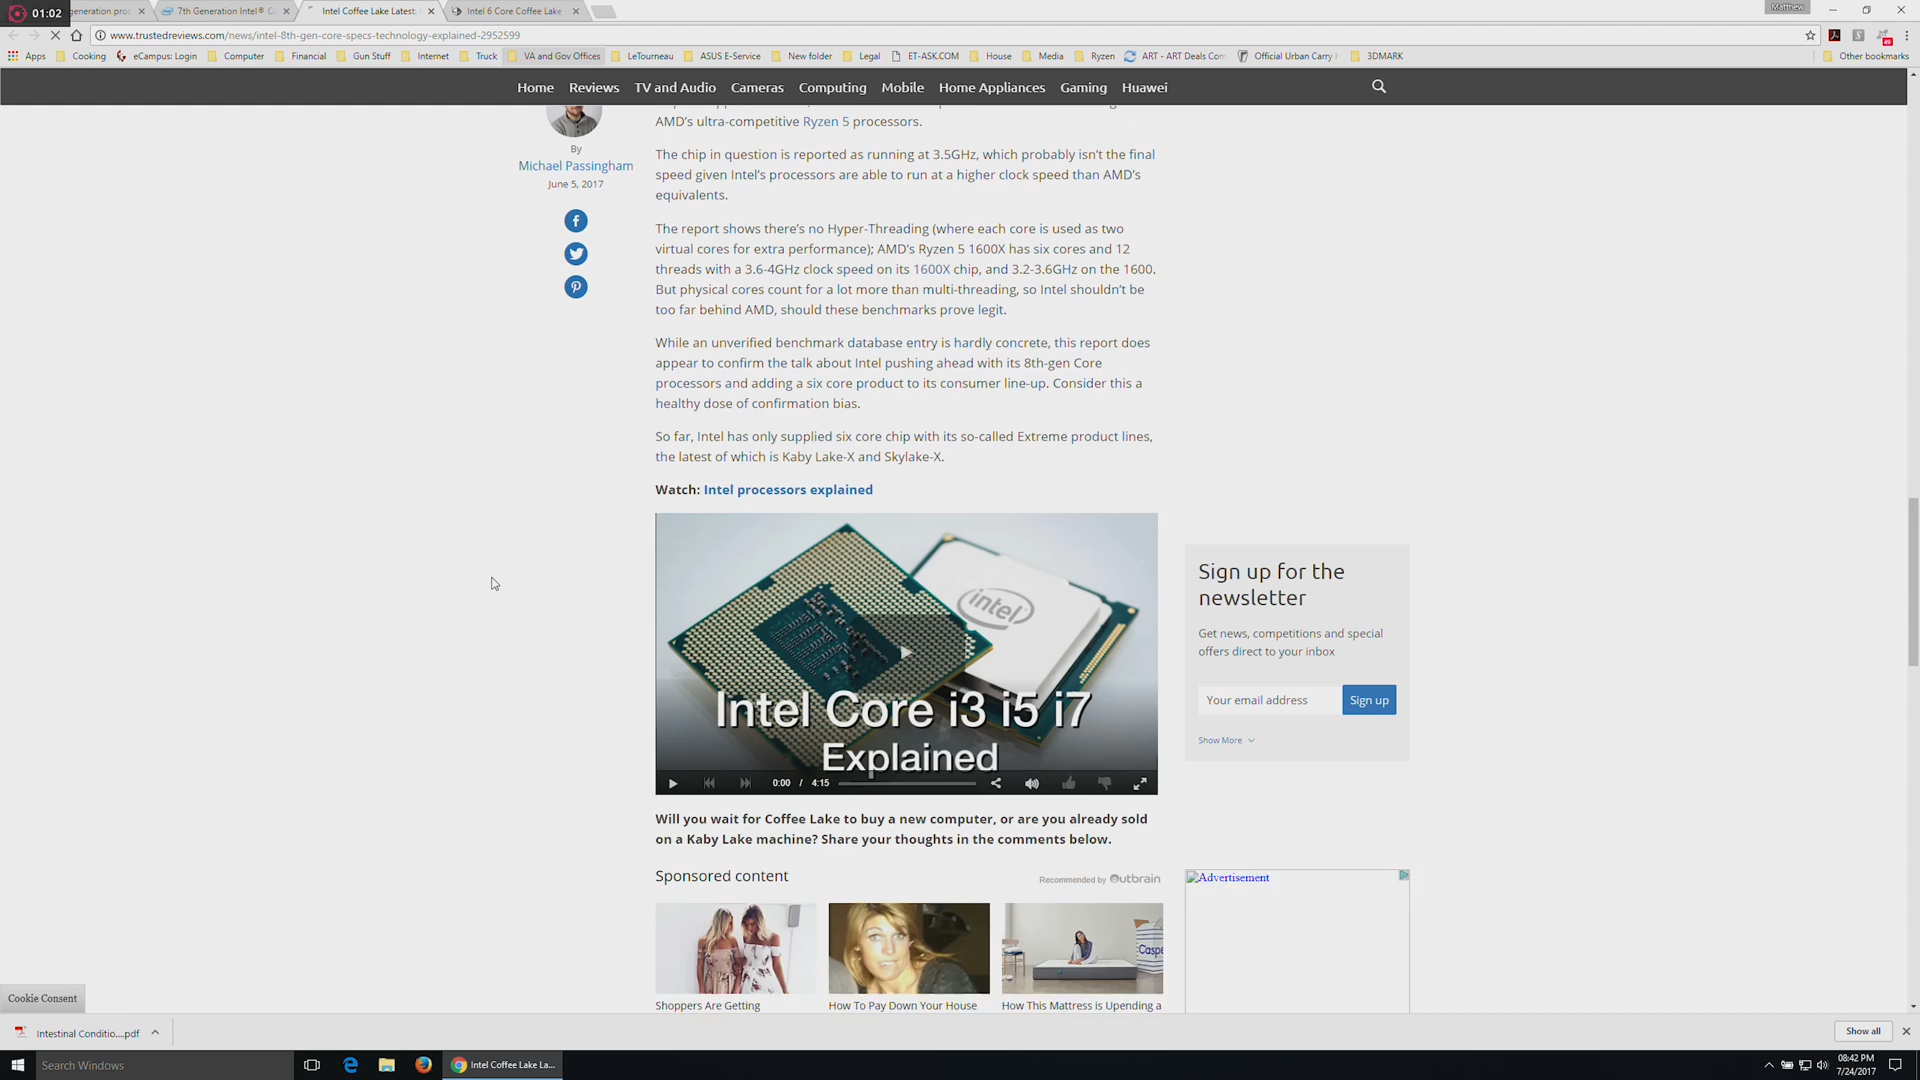 01:02
generation pro
7th Generation Intel® C
Intel Coffee Lake Latest:
Intel 6 Core Coffee Lake
Matthew
www.trustedreviews.com/news/intel-8th-gen-core-specs-technology-explained-2952599
Apps
Cooking
eCampus: Login
Computer
Financial
Gun Stuff
Internet
Truck
VA and Gov Offices
LeTourneau
ASUS E-Service
New folder
Legal
ET-ASK.COM
House
Media
Ryzen
ART - ART Deals Com
Official Urban Carry
3DMARK
Other bookmarks
Home
Reviews
TV and Audio
Cameras
Computing
Mobile
Home Appliances
Gaming
Huawei
AMD's ultra-competitive Ryzen 5 processors.
By
Michael Passingham
June 5, 2017
The chip in question is reported as running at 3.5GHz, which probably isn't the final
speed given Intel's processors are able to run at a higher clock speed than AMD's
equivalents.
The report shows there's no Hyper-Threading (where each core is used as two
virtual cores for extra performance); AMD's Ryzen 5 1600X has six cores and 12
threads with a 3.6-4GHz clock speed on its 1600X chip, and 3.2-3.6GHz on the 1600.
But physical cores count for a lot more than multi-threading, so Intel shouldn't be
too far behind AMD, should these benchmarks prove legit.
While an unverified benchmark database entry is hardly concrete, this report does
appear to confirm the talk about Intel pushing ahead with its 8th-gen Core
processors and adding a six core product to its consumer line-up. Consider this a
healthy dose of confirmation bias.
So far, Intel has only supplied six core chip with its so-called Extreme product lines,
the latest of which is Kaby Lake-X and Skylake-X.
Watch: Intel processors explained
intel
Intel Core i3 i5 i7
Explained
0:00 / 4:15
Sign up for the
newsletter
Get news, competitions and special
offers direct to your inbox
Your email address
Sign up
Show More
Will you wait for Coffee Lake to buy a new computer, or are you already sold
on a Kaby Lake machine? Share your thoughts in the comments below.
Sponsored content
Recommended by Outbrain
Advertisement
Casper
Shoppers Are Getting
How To Pay Down Your House
How This Mattress is Upending a
Cookie Consent
Intestinal Conditio....pdf
Show all
Search Windows
Intel Coffee Lake La...
08:42 PM
7/24/2017